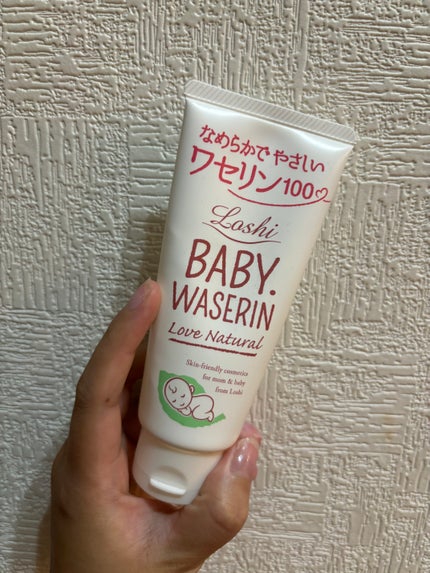 なめらかで やさしい
ワセリン100
Loshi
BABY.
WASERIN
Love Natural
Skin-friendly cosmetics
for mom & baby
from Loshi